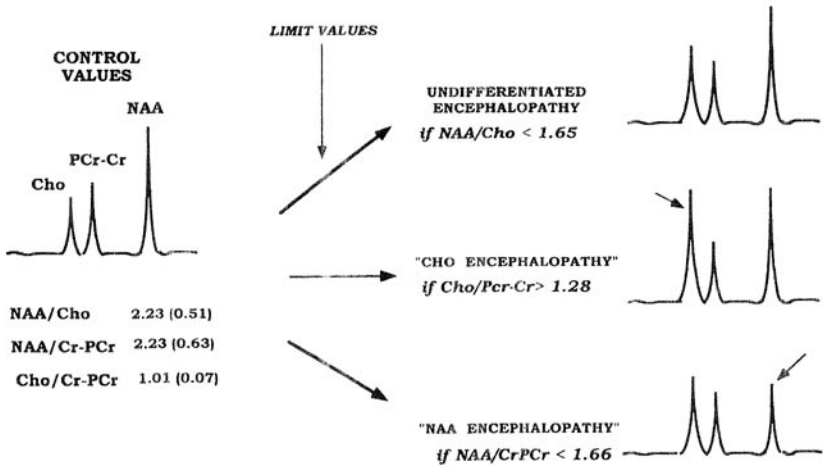 LIMIT VALUES
CONTROL
VALUES
NAA
PCr-Cr
Cho
NAA/Cho 2.23 (0.51)
NAA/Cr-PCr 2.23 (0.63)
Cho/Cr-PCr 1.01 (0.07)
UNDIFFERENTIATED
ENCEPHALOPATHY
if NAA/Cho < 1.65
"CHO ENCEPHALOPATHY"
if Cho/Pcr-Cr> 1.28
"NAA ENCEPHALOPATHY"
if NAA/CrPCr < 1.66